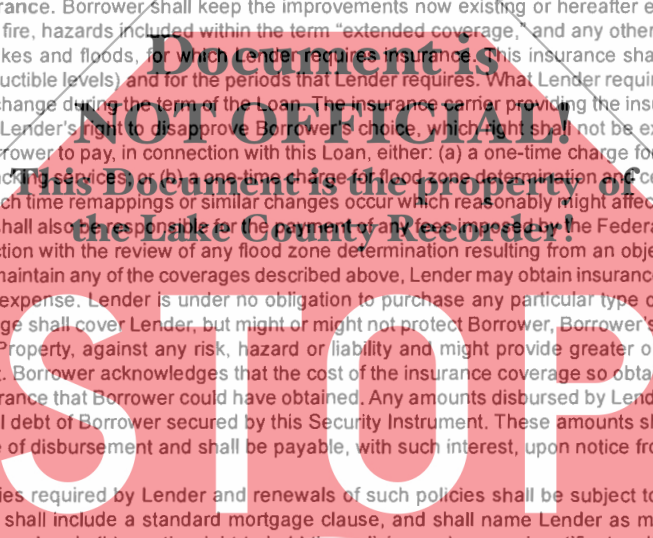 rance. Borrower shall keep the improvements now existing or hereafter e
fire, hazards included within the term “extended coverage,” and any other
kes and floods, for which Lender requires insurance. This insurance sha
uctible levels) and for the periods that Lender requires. What Lender requir
change during the term of the Loan. The insurance carrier providing the insu
Lender's right to disapprove Borrower's choice, which right shall not be ex
rower to pay, in connection with this Loan, either: (a) a one-time charge fo
cking services; or (b) a one-time charge for flood zone determination and ce
ch time remappings or similar changes occur which reasonably might affec
shall also be responsible for the payment of any fees imposed by the Federa
ction with the review of any flood zone determination resulting from an obje
maintain any of the coverages described above, Lender may obtain insurance
expense. Lender is under no obligation to purchase any particular type o
ge shall cover Lender, but might or might not protect Borrower, Borrower's
Property, against any risk, hazard or liability and might provide greater o
t. Borrower acknowledges that the cost of the insurance coverage so obta
rance that Borrower could have obtained. Any amounts disbursed by Lend
l debt of Borrower secured by this Security Instrument. These amounts sh
e of disbursement and shall be payable, with such interest, upon notice fro
ies required by Lender and renewals of such policies shall be subject to
shall include a standard mortgage clause, and shall name Lender as m
Document is
NOT OFFICIAL!
This Document is the property of
the Lake County Recorder!
STOP